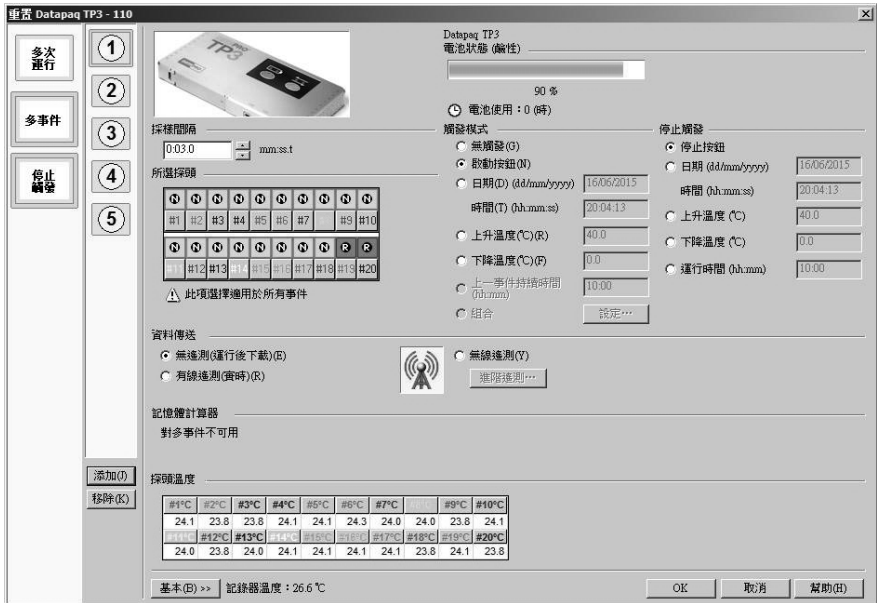 重置 Datapaq TP3 - 110
多次
運行
多事件
停止
觸發
1
2
3
4
5
添加(J)
移除(K)
TP3 PRO
Datapaq TP3
電池狀態 (鹼性)
90 %
電池使用：0 (時)
採樣間隔
0:03.0 mm:ss.t
所選探頭
N N N N N N N N N N
#1 #2 #3 #4 #5 #6 #7 #9 #10
N N N N N N N N R R
#11 #12 #13 #14 #15 #16 #17 #18 #19 #20
此項選擇適用於所有事件
觸發模式
無觸發(G)
啟動按鈕(N)
日期(D) (dd/mm/yyyy) 16/06/2015
時間(T) (hh:mm:ss) 20:04:13
上升溫度(℃)(R) 40.0
下降溫度(℃)(F) 0.0
上一事件持續時間
(hh:mm) 10:00
組合 設定…
停止觸發
停止按鈕
日期 (dd/mm/yyyy) 16/06/2015
時間 (hh:mm:ss) 20:04:13
上升溫度 (℃) 40.0
下降溫度 (℃) 0.0
運行時間 (hh:mm) 10:00
資料傳送
無遙測(運行後下載)(E)
有線遙測(實時)(R)
無線遙測(Y)
進階遙測…
記憶體計算器
對多事件不可用
探頭溫度
#1°C #2°C #3°C #4°C #5°C #6°C #7°C #9°C #10°C
24.1 23.8 23.8 24.1 24.1 24.3 24.0 24.0 23.8 24.1
#11°C #12°C #13°C #14°C #15°C #16°C #17°C #18°C #19°C #20°C
24.0 23.8 24.0 24.1 24.1 24.1 24.1 23.8 24.1 23.8
基本(B) >> 記錄器溫度：26.6 ℃
OK 取消 幫助(H)